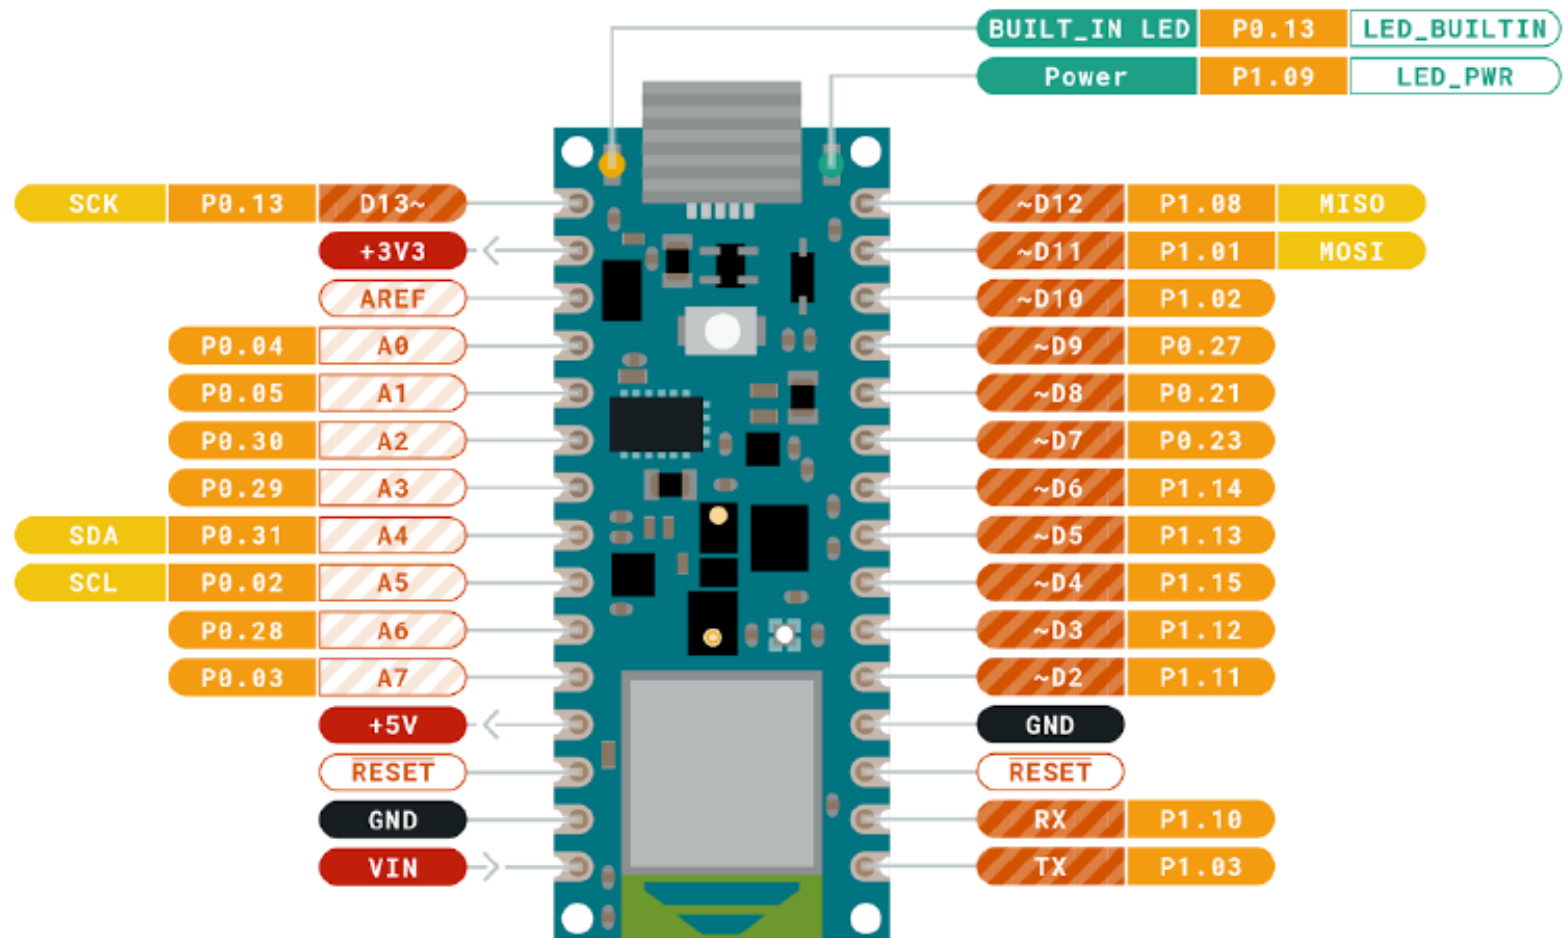 BUILT_IN LED P0.13 LED_BUILTIN
Power P1.09 LED_PWR
SCK P0.13 D13~ ~D12 P1.08 MISO
+3V3 ~D11 P1.01 MOSI
AREF ~D10 P1.02
P0.04 A0 ~D9 P0.27
P0.05 A1 ~D8 P0.21
P0.30 A2 ~D7 P0.23
P0.29 A3 ~D6 P1.14
SDA P0.31 A4 ~D5 P1.13
SCL P0.02 A5 ~D4 P1.15
P0.28 A6 ~D3 P1.12
P0.03 A7 ~D2 P1.11
+5V GND
RESET RESET
GND RX P1.10
VIN TX P1.03